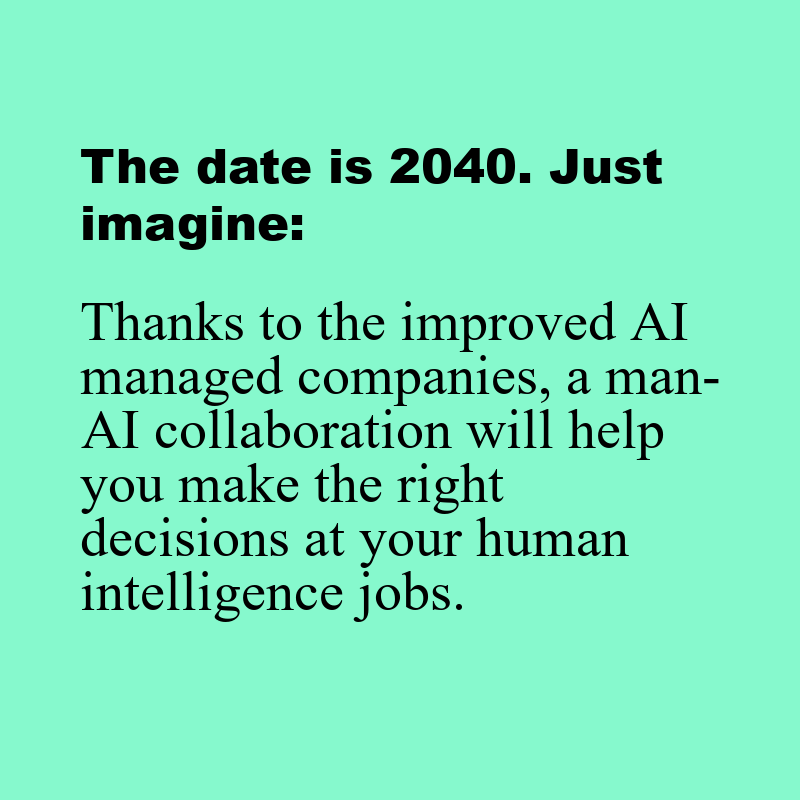 The date is 2040. Just
imagine:
Thanks to the improved AI
managed companies, a man-
AI collaboration will help
you make the right
decisions at your human
intelligence jobs.